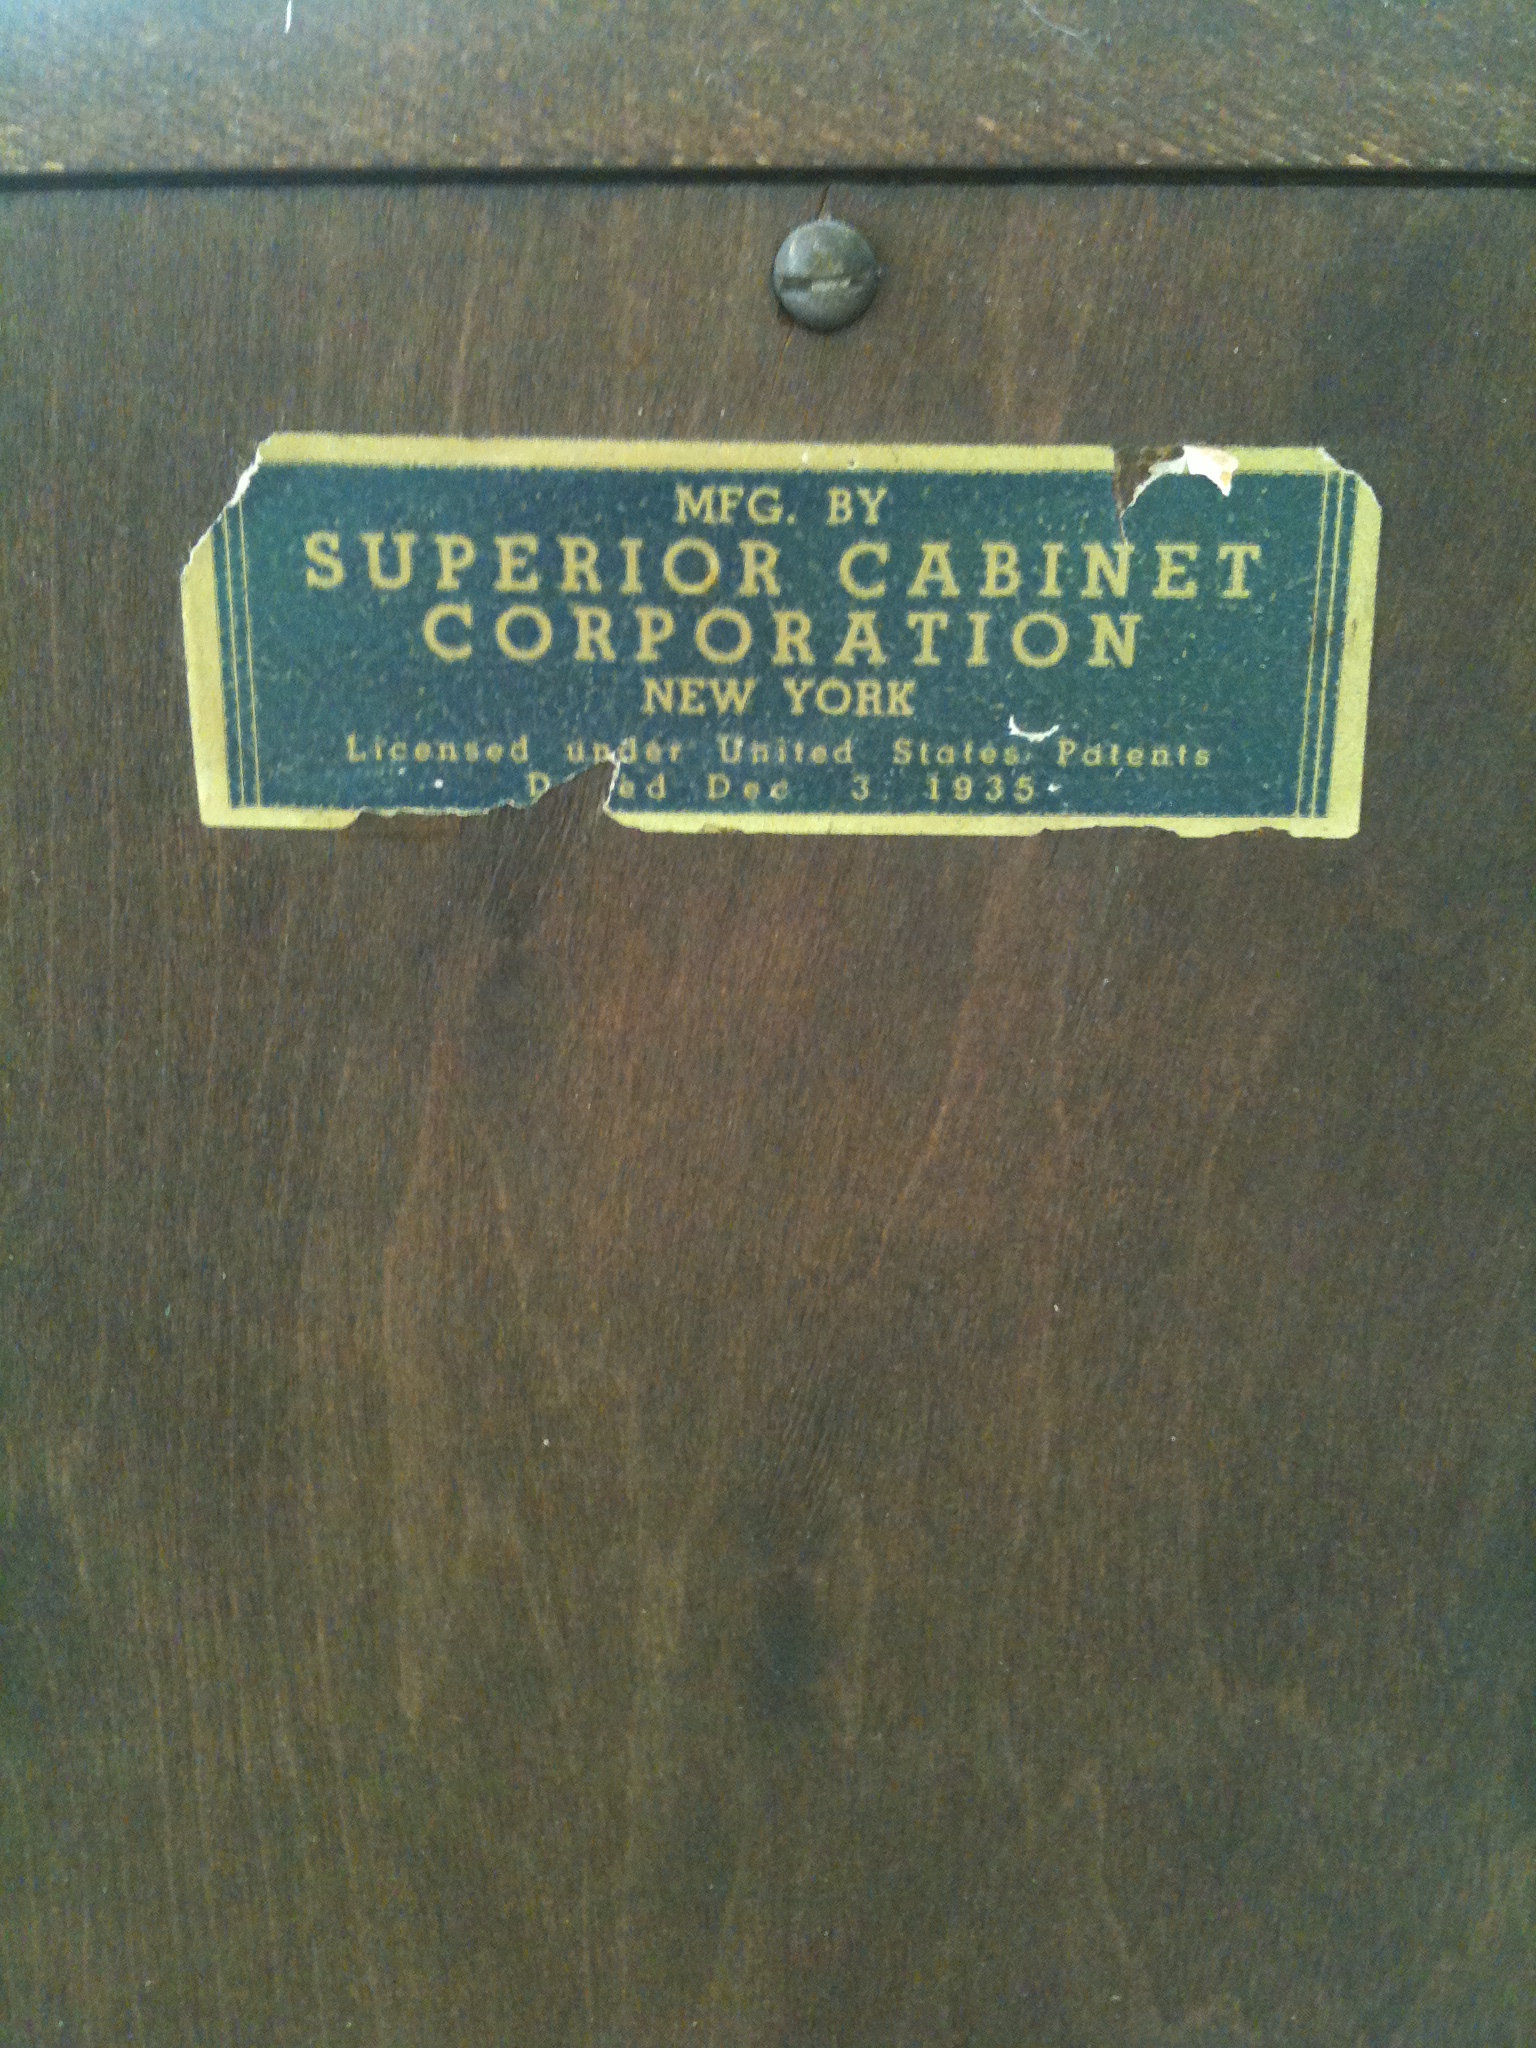 MFG. BY
SUPERIOR CABINET
CORPORATION
NEW YORK
Licensed under United States Patents
Dec 3 1935